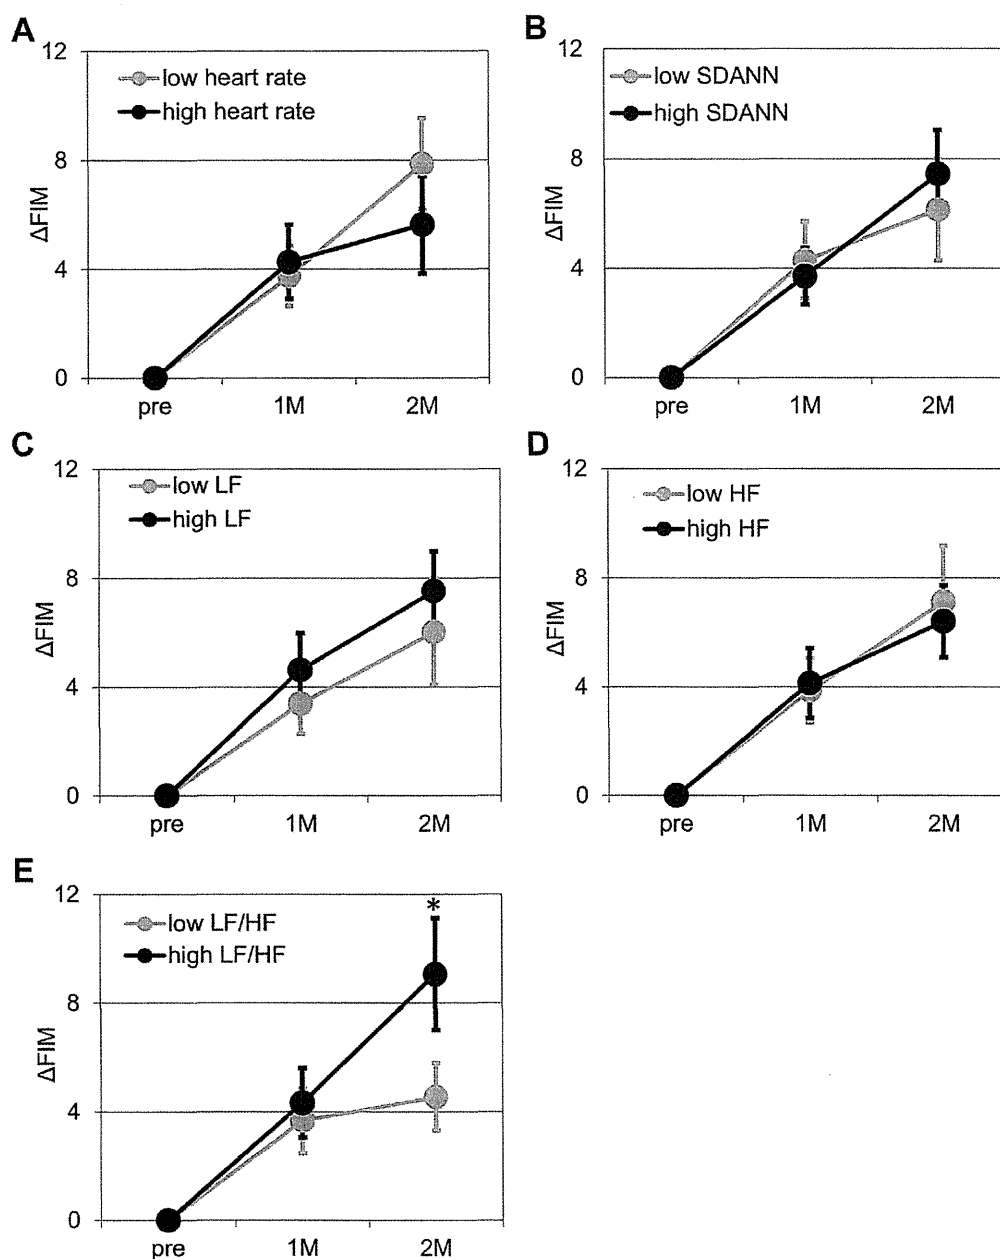 A
12
low heart rate
high heart rate
8
ΔFIM
4
0
pre 1M 2M
B
12
low SDANN
high SDANN
8
ΔFIM
4
0
pre 1M 2M
C
12
low LF
high LF
8
ΔFIM
4
0
pre 1M 2M
D
12
low HF
high HF
8
ΔFIM
4
0
pre 1M 2M
E
12
*
low LF/HF
high LF/HF
8
ΔFIM
4
0
pre 1M 2M